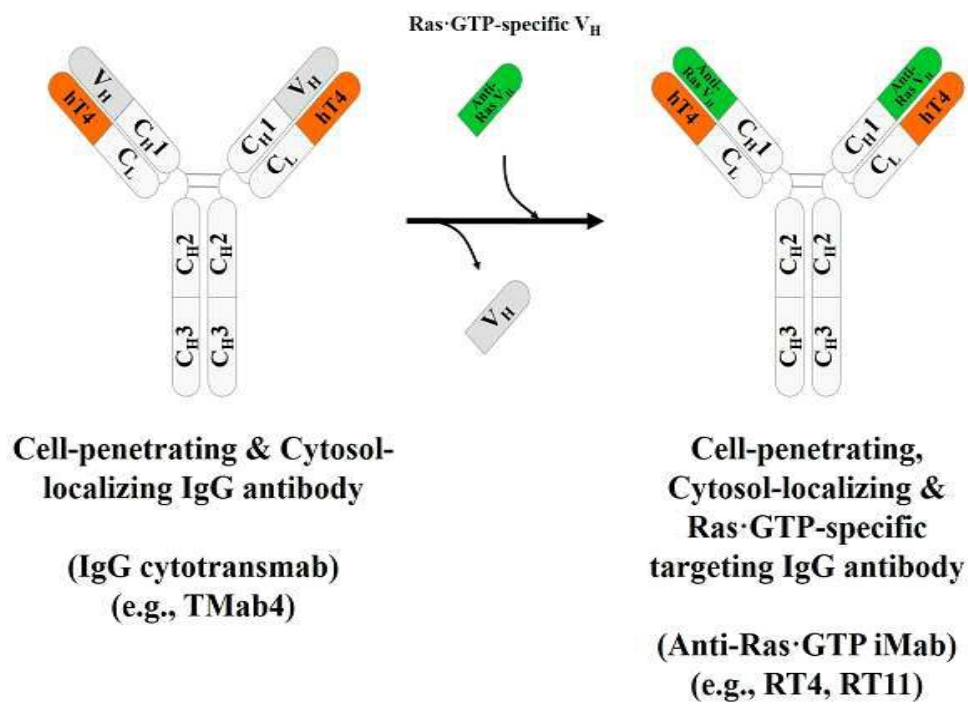 Ras·GTP-specific VH
VH
hT4
CH1
CL
VH
hT4
CH1
CL
CH2
CH2
CH3
CH3
Anti-
Ras VH
VH
Anti-
Ras VH
hT4
CH1
CL
Anti-
Ras VH
hT4
CH1
CL
CH2
CH2
CH3
CH3
Cell-penetrating & Cytosol-
localizing IgG antibody
(IgG cytotransmab)
(e.g., TMab4)
Cell-penetrating,
Cytosol-localizing &
Ras·GTP-specific
targeting IgG antibody
(Anti-Ras·GTP iMab)
(e.g., RT4, RT11)